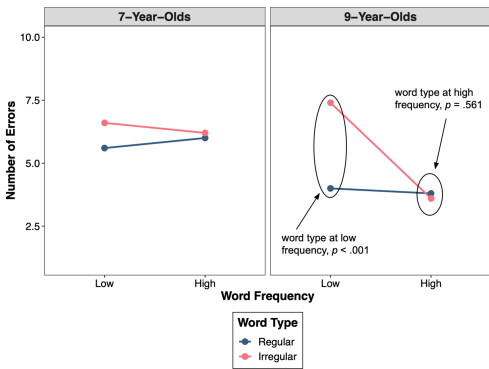 7-Year-Olds
9-Year-Olds
Number of Errors
10.0
7.5
5.0
2.5
word type at high
frequency, p = .561
word type at low
frequency, p < .001
Low
High
Low
High
Word Frequency
Word Type
Regular
Irregular